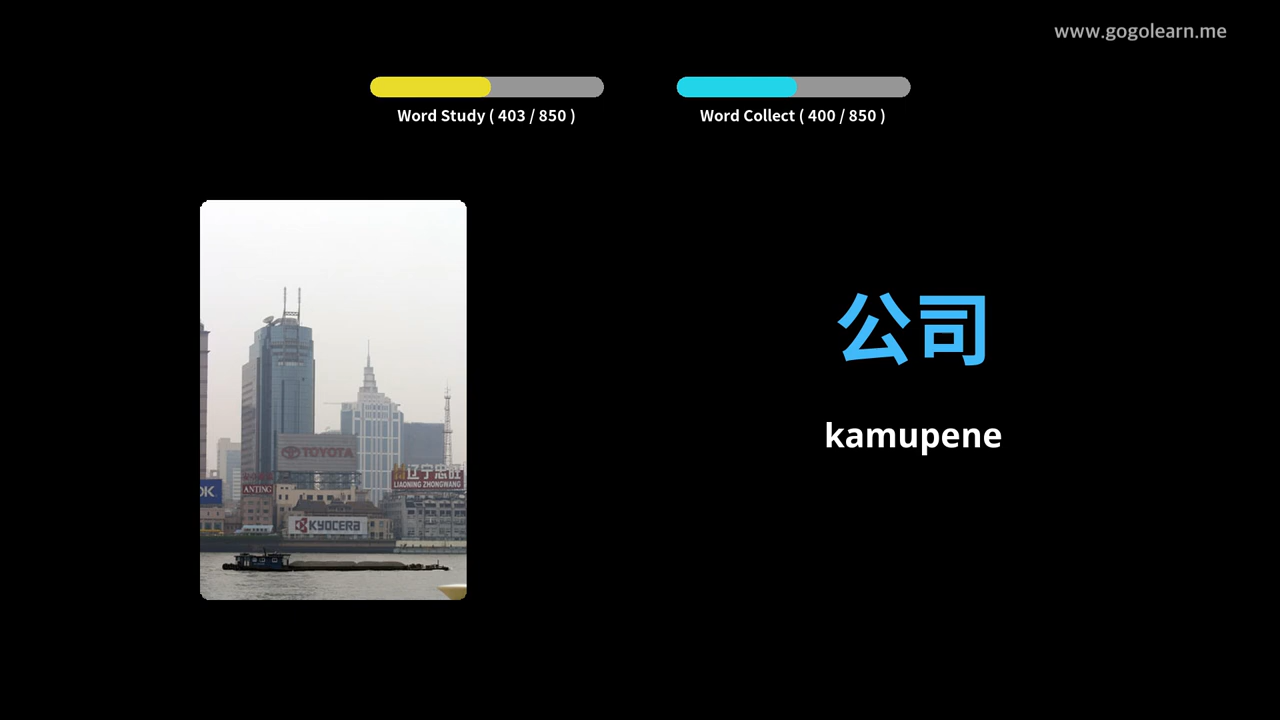 www.gogolearn.me
Word Study ( 403 / 850 )
Word Collect ( 400 / 850 )
公司
kamupene
TOYOTA
辽宁忠旺
LIAONING ZHONGWANG
OK
ANTING
KYOCERA